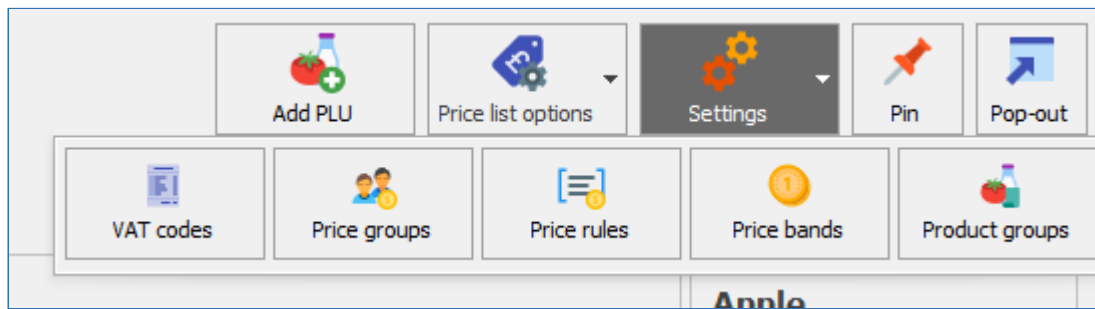 Add PLU
Price list options
Settings
Pin
Pop-out
VAT codes
Price groups
Price rules
Price bands
Product groups
Apple